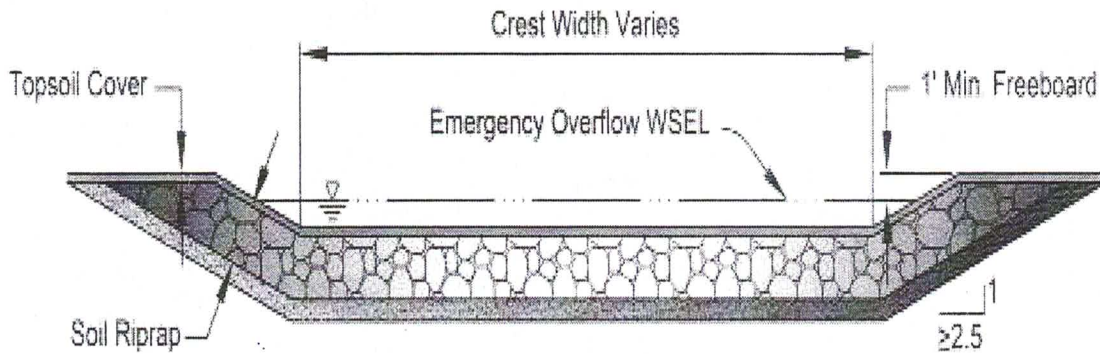 Crest Width Varies
Topsoil Cover
1' Min. Freeboard
Emergency Overflow WSEL
Soil Riprap
1
≥2.5